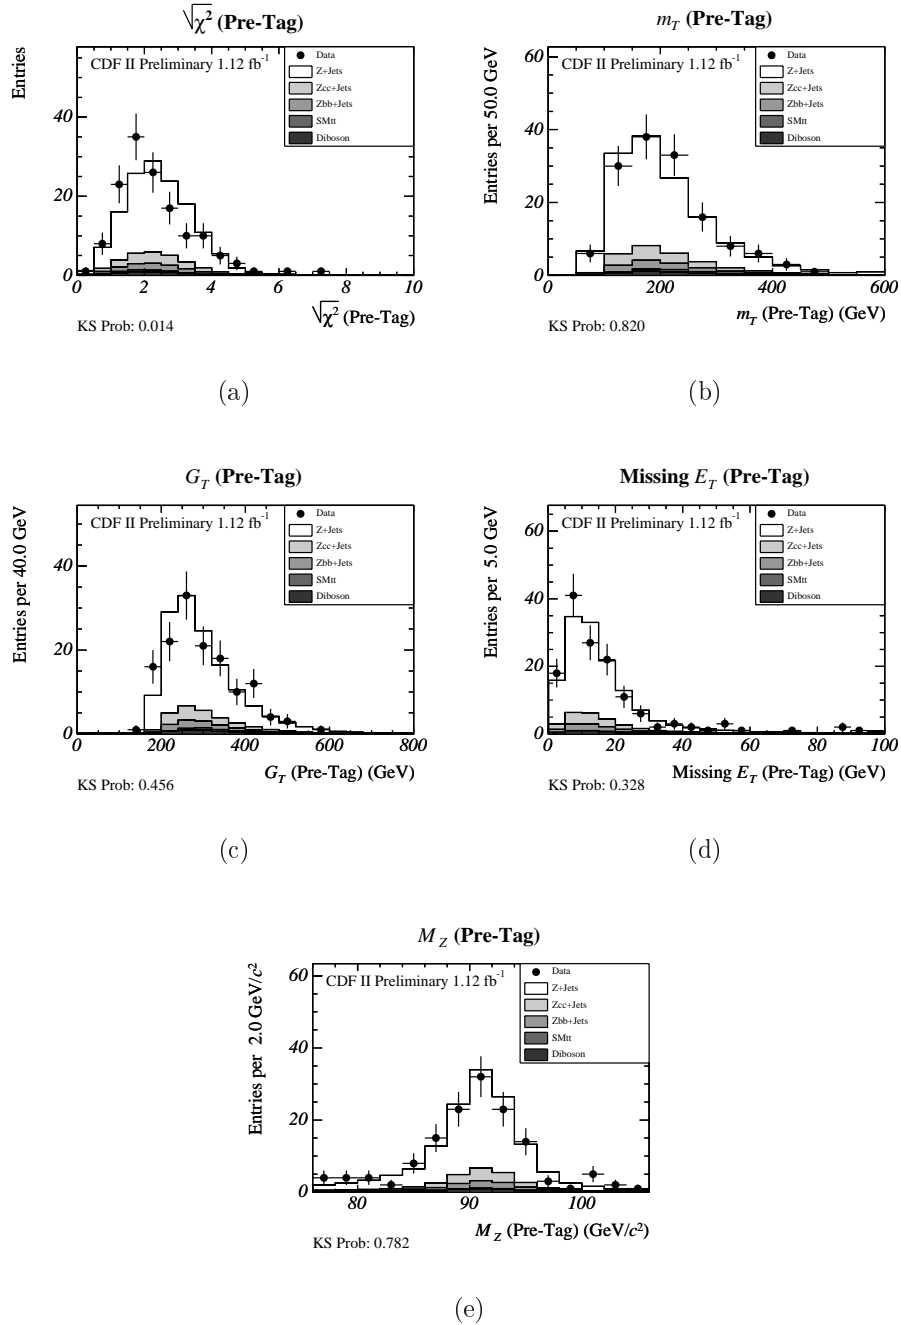 √χ² (Pre-Tag)
Entries
CDF II Preliminary 1.12 fb⁻¹
Data
Z+Jets
Zcc+Jets
Zbb+Jets
SMtt
Diboson
40
20
0
0 2 4 6 8 10
√χ² (Pre-Tag)
KS Prob: 0.014
(a)
m_T (Pre-Tag)
Entries per 50.0 GeV
CDF II Preliminary 1.12 fb⁻¹
Data
Z+Jets
Zcc+Jets
Zbb+Jets
SMtt
Diboson
60
40
20
0
0 200 400 600
m_T (Pre-Tag) (GeV)
KS Prob: 0.820
(b)
G_T (Pre-Tag)
Entries per 40.0 GeV
CDF II Preliminary 1.12 fb⁻¹
Data
Z+Jets
Zcc+Jets
Zbb+Jets
SMtt
Diboson
40
20
0
0 200 400 600 800
G_T (Pre-Tag) (GeV)
KS Prob: 0.456
(c)
Missing E_T (Pre-Tag)
Entries per 5.0 GeV
CDF II Preliminary 1.12 fb⁻¹
Data
Z+Jets
Zcc+Jets
Zbb+Jets
SMtt
Diboson
60
40
20
0
0 20 40 60 80 100
Missing E_T (Pre-Tag) (GeV)
KS Prob: 0.328
(d)
M_Z (Pre-Tag)
Entries per 2.0 GeV/c²
CDF II Preliminary 1.12 fb⁻¹
Data
Z+Jets
Zcc+Jets
Zbb+Jets
SMtt
Diboson
60
40
20
0
80 90 100
M_Z (Pre-Tag) (GeV/c²)
KS Prob: 0.782
(e)